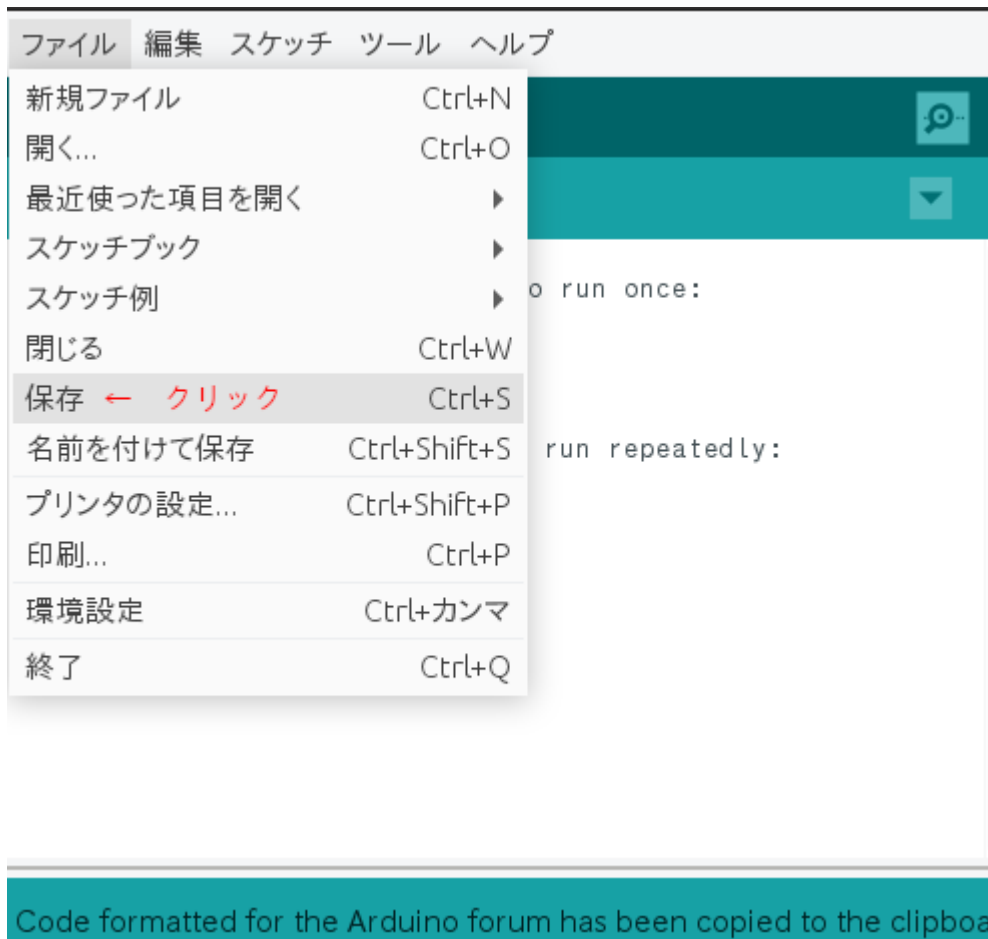 ファイル 編集 スケッチ ツール ヘルプ
新規ファイル Ctrl+N
開く... Ctrl+O
最近使った項目を開く
スケッチブック
スケッチ例
o run once:
閉じる Ctrl+W
保存 ← クリック Ctrl+S
名前を付けて保存 Ctrl+Shift+S
run repeatedly:
プリンタの設定... Ctrl+Shift+P
印刷... Ctrl+P
環境設定 Ctrl+カンマ
終了 Ctrl+Q
Code formatted for the Arduino forum has been copied to the clipboa